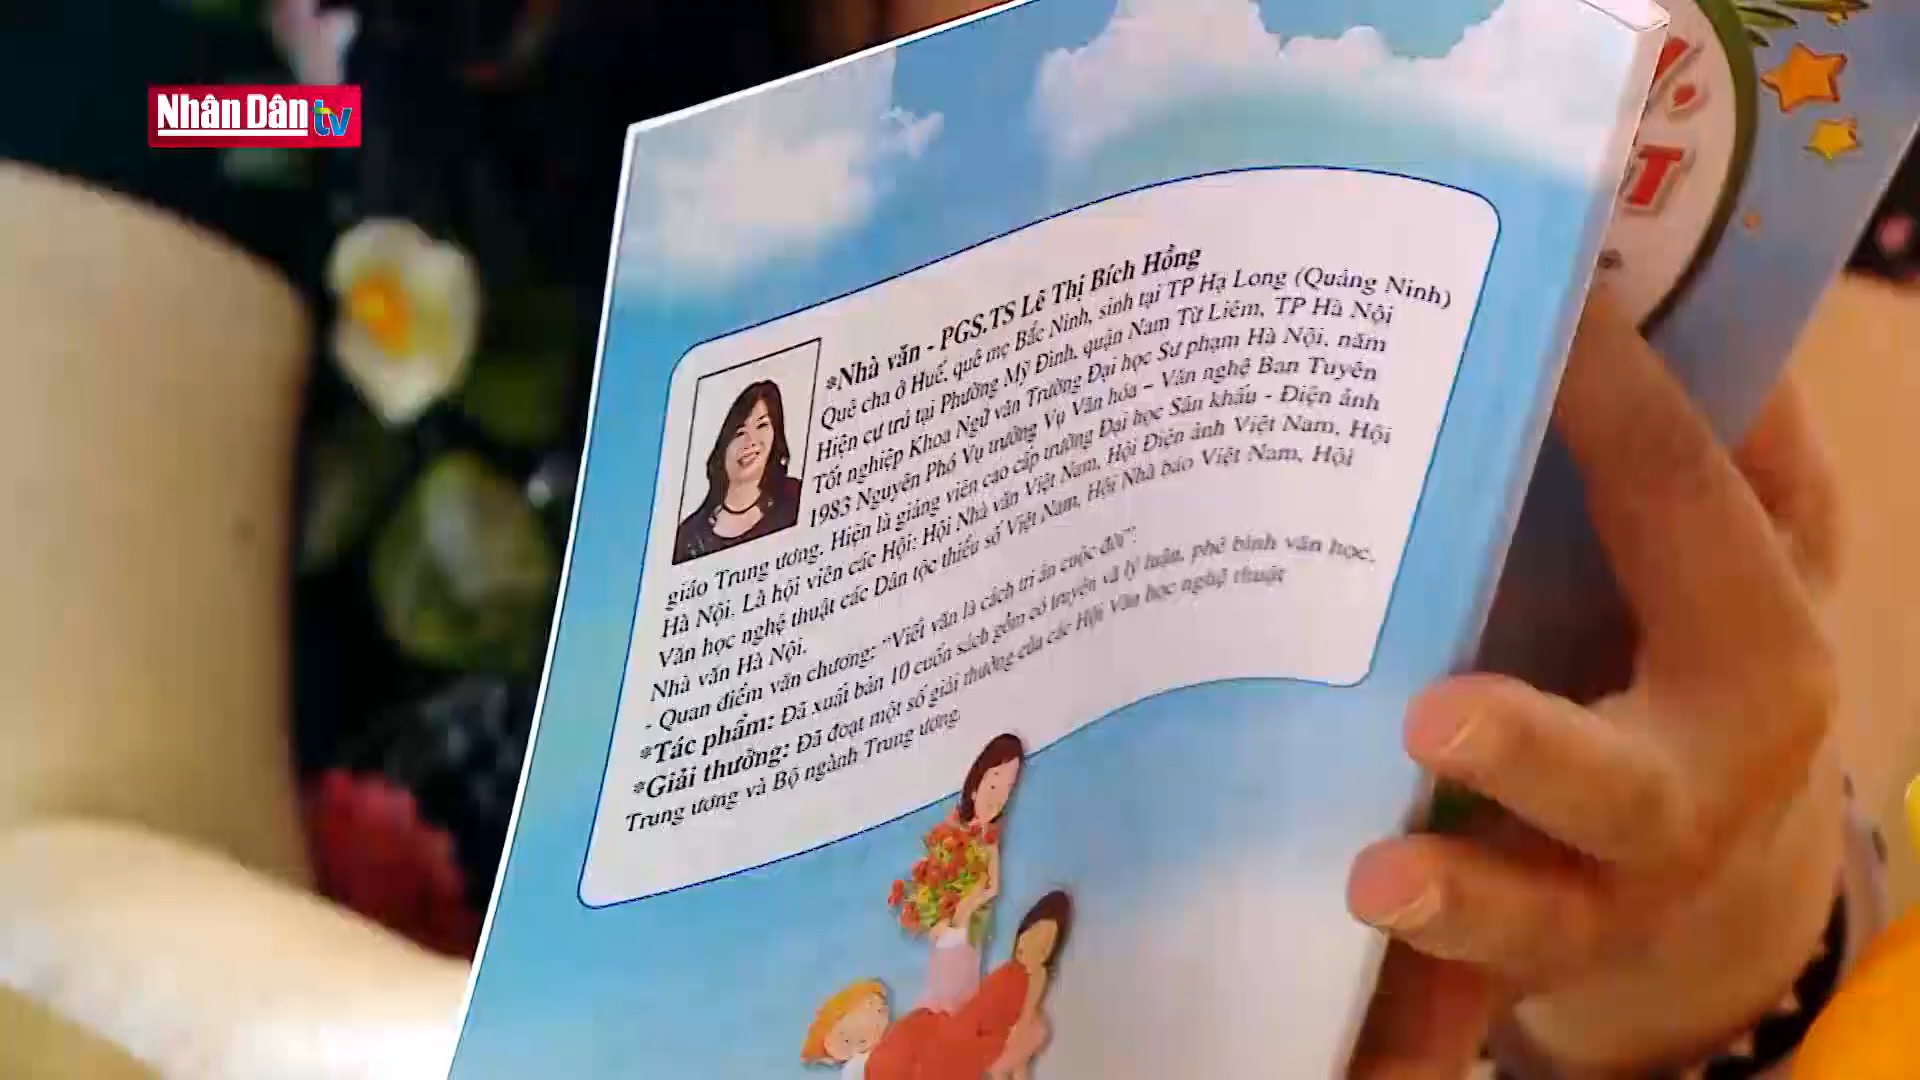 Nhân Dân tv
*Nhà văn - PGS.TS Lê Thị Bích Hồng
Quê cha ở Huế, quê mẹ Bắc Ninh, sinh tại TP Hạ Long (Quảng Ninh)
Hiện cư trú tại Phường Mỹ Đình, quận Nam Từ Liêm, TP Hà Nội
Tốt nghiệp Khoa Ngữ văn Trường Đại học Sư phạm Hà Nội, năm
1983 Nguyên Phó Vụ trưởng Vụ Văn hóa – Văn nghệ Ban Tuyên
giáo Trung ương. Hiện là giảng viên cao cấp trường Đại học Sân khấu - Điện ảnh
Hà Nội. Là hội viên các Hội: Hội Nhà văn Việt Nam, Hội Điện ảnh Việt Nam, Hội
Văn học nghệ thuật các Dân tộc thiểu số Việt Nam, Hội Nhà báo Việt Nam, Hội
Nhà văn Hà Nội.
- Quan điểm văn chương: "Viết văn là cách tri ân cuộc đời";
*Tác phẩm: Đã xuất bản 10 cuốn sách gồm có truyện và lý luận, phê bình văn học.
*Giải thưởng: Đã đoạt một số giải thưởng của các Hội Văn học nghệ thuật
Trung ương và Bộ ngành Trung ương.